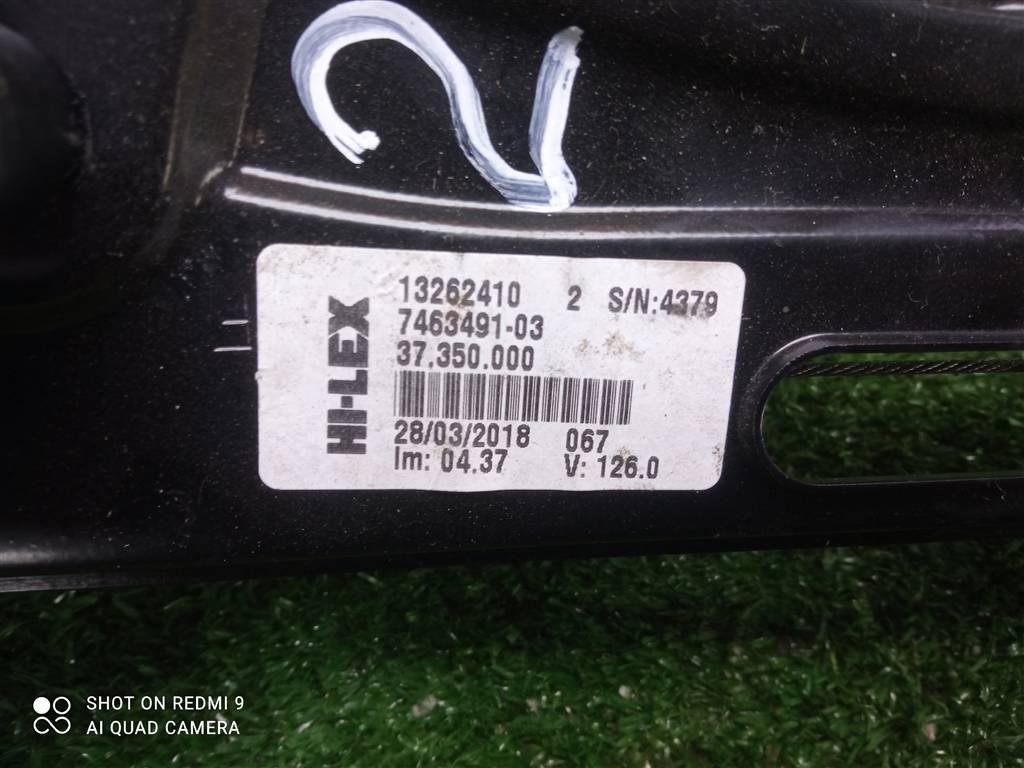 HI-LEX
13262410 2 S/N:4379
7463491-03
37.350.000
28/03/2018 067
Im: 04.37 V: 126.0
SHOT ON REDMI 9
AI QUAD CAMERA